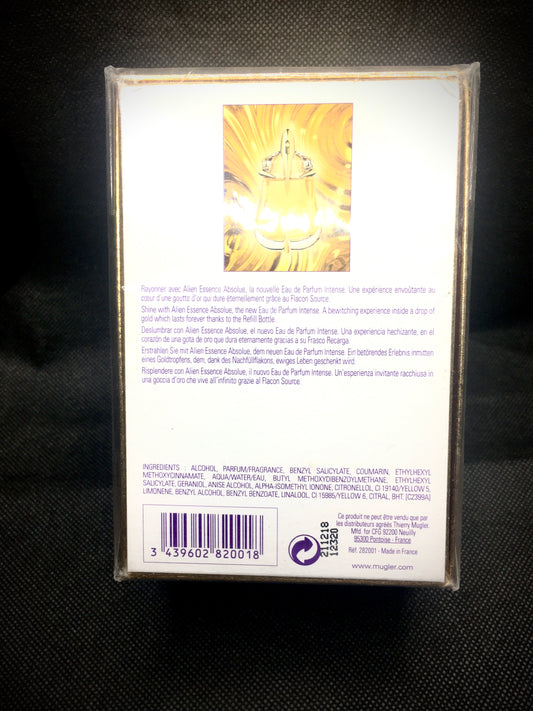 Rayonner avec Alien Essence Absolue, la nouvelle Eau de Parfum Intense. Une expérience envoûtante au
cœur d'une goutte d'or qui dure éternellement grâce au Flacon Source.
Shine with Alien Essence Absolue, the new Eau de Parfum Intense. A bewitching experience inside a drop of
gold which lasts forever thanks to the Refill Bottle.
Deslumbrar con Alien Essence Absolue, el nuevo Eau de Parfum Intense. Una experiencia hechizante, en el
corazón de una gota de oro que dura eternamente gracias a su Frasco Recarga.
Erstrahlen Sie mit Alien Essence Absolue, dem neuen Eau de Parfum Intense. Ein betörendes Erlebnis inmitten
eines Goldtropfens, dem, dank des Nachfüllflakons, ewiges Leben geschenkt wird.
Risplendere con Alien Essence Absolue, il nuovo Eau de Parfum Intense. Un'esperienza invitante racchiusa in
una goccia d'oro che vive all'infinito grazie al Flacon Source.
INGREDIENTS : ALCOHOL, PARFUM/FRAGRANCE, BENZYL SALICYLATE, COUMARIN, ETHYLHEXYL
METHOXYCINNAMATE, AQUA/WATER/EAU, BUTYL METHOXYDIBENZOYLMETHANE, ETHYLHEXYL
SALICYLATE, GERANIOL, ANISE ALCOHOL, ALPHA-ISOMETHYL IONONE, CITRONELLOL, CI 19140/YELLOW 5,
LIMONENE, BENZYL ALCOHOL, BENZYL BENZOATE, LINALOOL, CI 15985/YELLOW 6, CITRAL, BHT. [C2399A]
3 439602 820018
211218
12320
Ce produit ne peut être vendu que par
les distributeurs agréés Thierry Mugler.
Mfd. for CFG 92200 Neuilly
95300 Pontoise - France
Réf. 282001 - Made in France
www.mugler.com